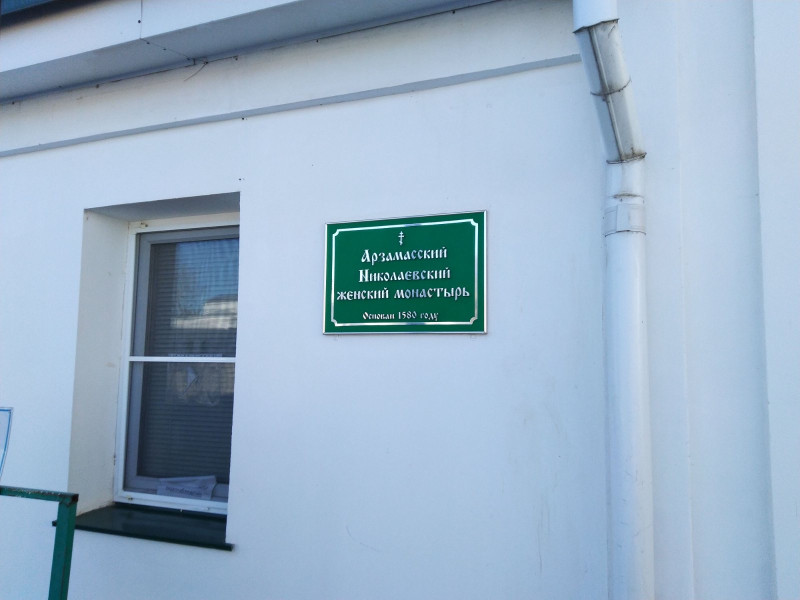 Арзамасский
Николаевский
женский монастырь
Основан 1580 году